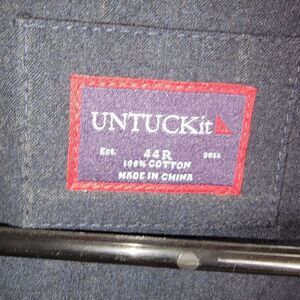 UNTUCKit
Est. 44R 2011
100% COTTON
MADE IN CHINA